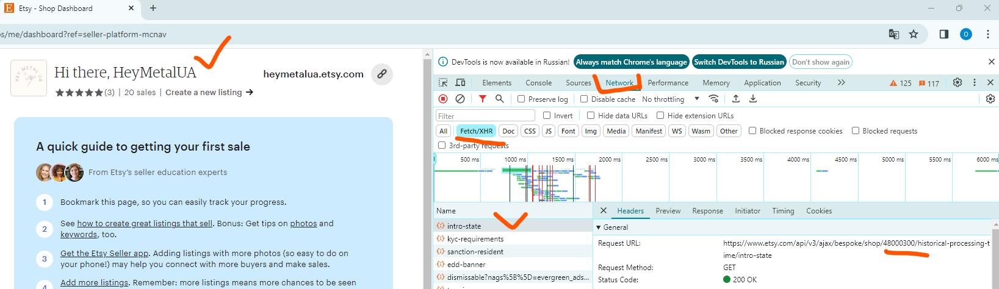 Etsy - Shop Dashboard
os/me/dashboard?ref=seller-platform-mcnav
O
HEY METAL UA
Hi there, HeyMetalUA
heymetalua.etsy.com
(3) | 20 sales | Create a new listing →
A quick guide to getting your first sale
From Etsy's seller education experts
1 Bookmark this page, so you can easily track your progress.
2 See how to create great listings that sell. Bonus: Get tips on photos and
keywords, too.
3 Get the Etsy Seller app. Adding listings with more photos (so easy to do on
your phone!) may help you connect with more buyers and make sales.
4 Add more listings. Remember: more listings means more chances to be seen
DevTools is now available in Russian! Always match Chrome's language Switch DevTools to Russian Don't show again
Elements Console Sources Network Performance Memory Application Security 125 117
Preserve log Disable cache No throttling
Filter Invert Hide data URLs Hide extension URLs
All Fetch/XHR Doc CSS JS Font Img Media Manifest WS Wasm Other Blocked response cookies Blocked requests
3rd-party requests
500 ms 1000 ms 1500 ms 2000 ms 2500 ms 3000 ms 3500 ms 4000 ms 4500 ms 5000 ms 5500 ms 6000 ms
Name
intro-state
kyc-requirements
sanction-resident
edd-banner
dismissable?nags%5B%5D=evergreen_ads...
Headers Preview Response Initiator Timing Cookies
General
Request URL: https://www.etsy.com/api/v3/ajax/bespoke/shop/48000300/historical-processing-t
ime/intro-state
Request Method: GET
Status Code: 200 OK